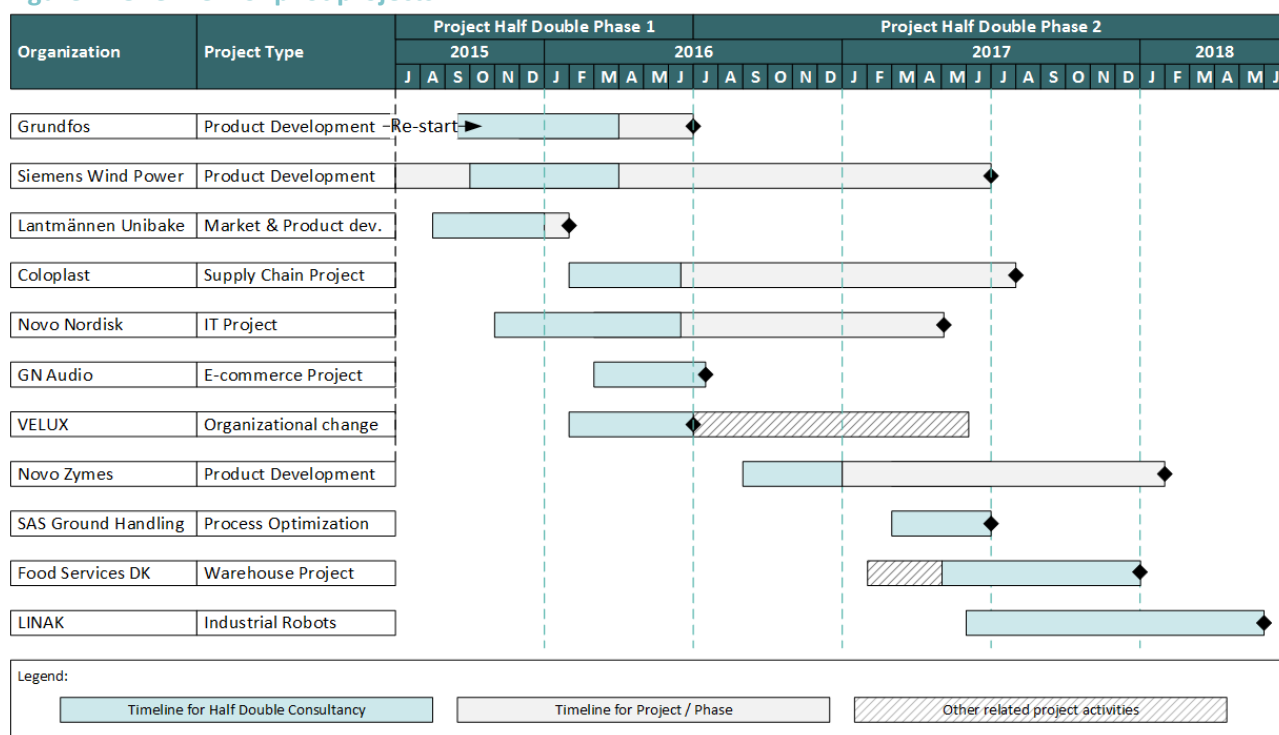 Project Half Double Phase 1 Project Half Double Phase 2
Organization Project Type 2015 2016 2017 2018
J A S O N D J F M A M J J A S O N D J F M A M J J A S O N D J F M A M J
Grundfos Product Development Re-start
Siemens Wind Power Product Development
Lantmännen Unibake Market & Product dev.
Coloplast Supply Chain Project
Novo Nordisk IT Project
GN Audio E-commerce Project
VELUX Organizational change
Novo Zymes Product Development
SAS Ground Handling Process Optimization
Food Services DK Warehouse Project
LINAK Industrial Robots
Legend:
Timeline for Half Double Consultancy Timeline for Project / Phase Other related project activities